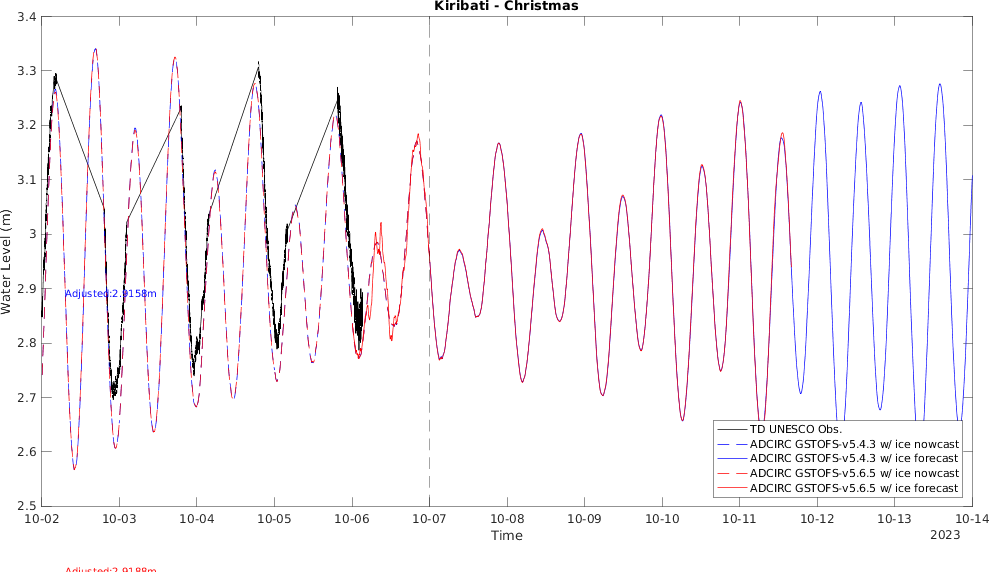 Kiribati - Christmas
3.4
3.3
3.2
3.1
3
2.9
2.8
2.7
2.6
2.5
Water Level (m)
Adjusted:2.9158m
TD UNESCO Obs.
ADCIRC GSTOFS-v5.4.3 w/ ice nowcast
ADCIRC GSTOFS-v5.4.3 w/ ice forecast
ADCIRC GSTOFS-v5.6.5 w/ ice nowcast
ADCIRC GSTOFS-v5.6.5 w/ ice forecast
10-02 10-03 10-04 10-05 10-06 10-07 10-08 10-09 10-10 10-11 10-12 10-13 10-14
Time
2023
Adjusted:2.9188m